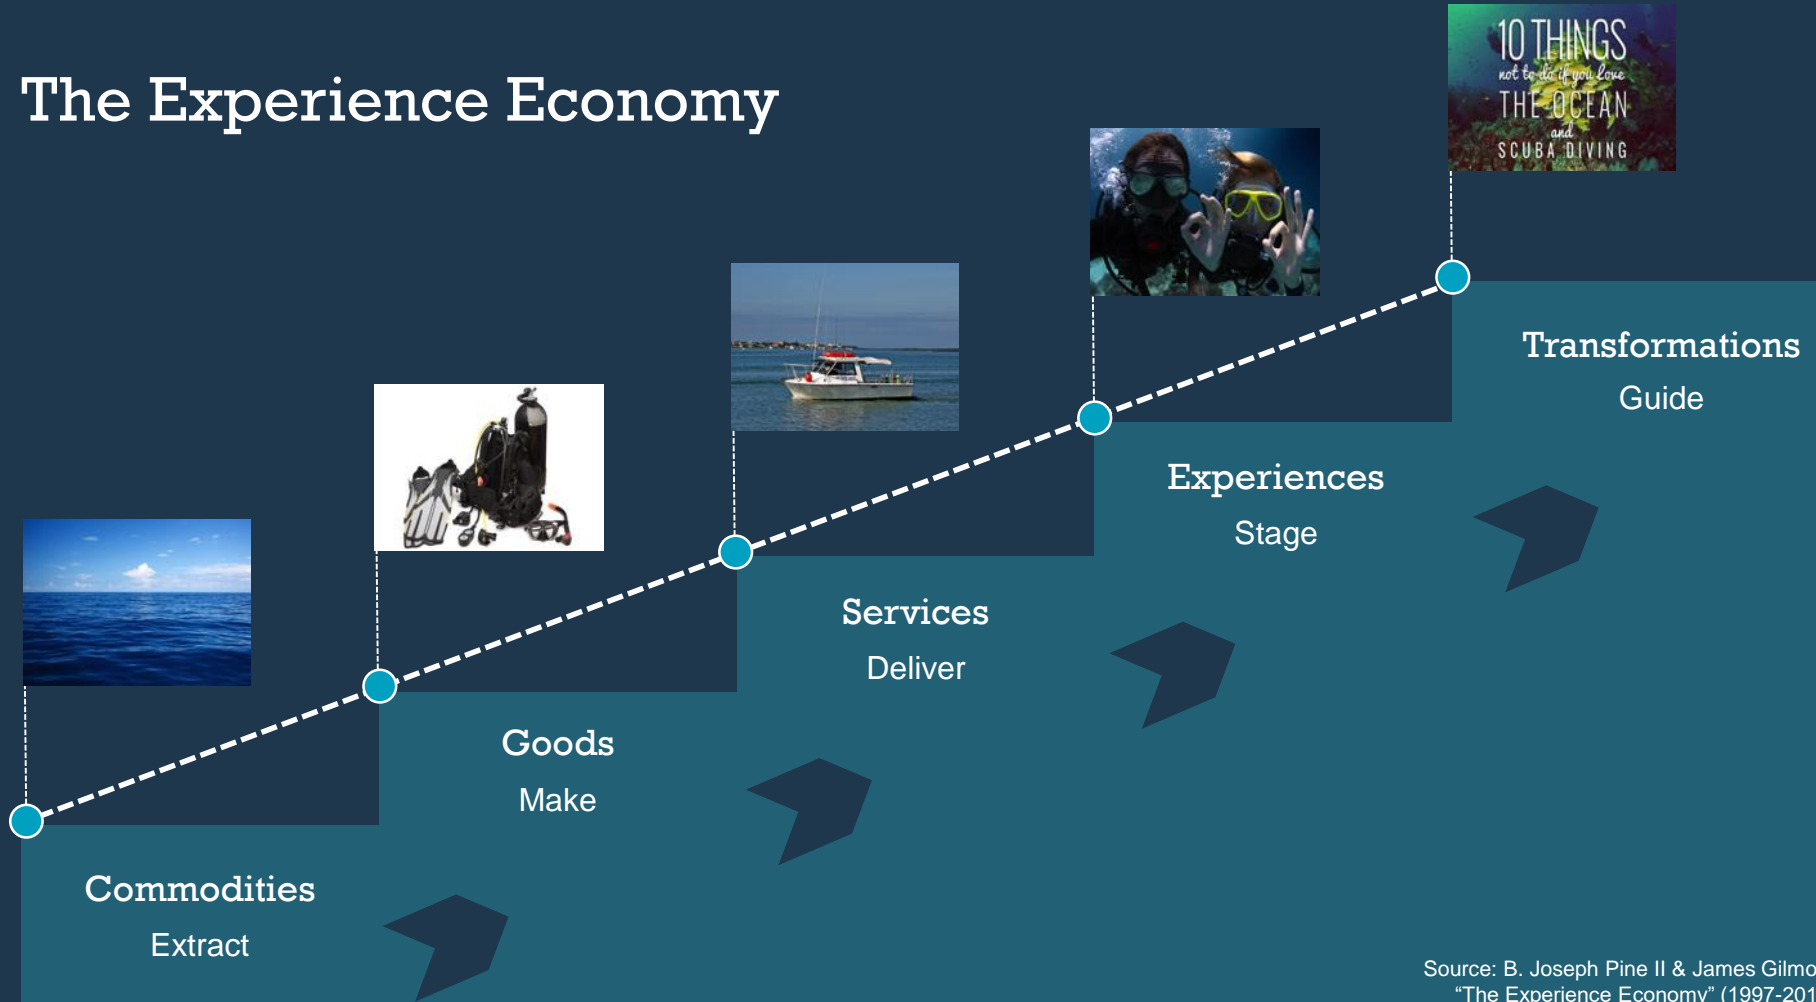 The Experience Economy
10 THINGS
not to do if you love
THE OCEAN
and
SCUBA DIVING
Transformations
Guide
Experiences
Stage
Services
Deliver
Goods
Make
Commodities
Extract
Source: B. Joseph Pine II & James Gilmo
“The Experience Economy” (1997-201